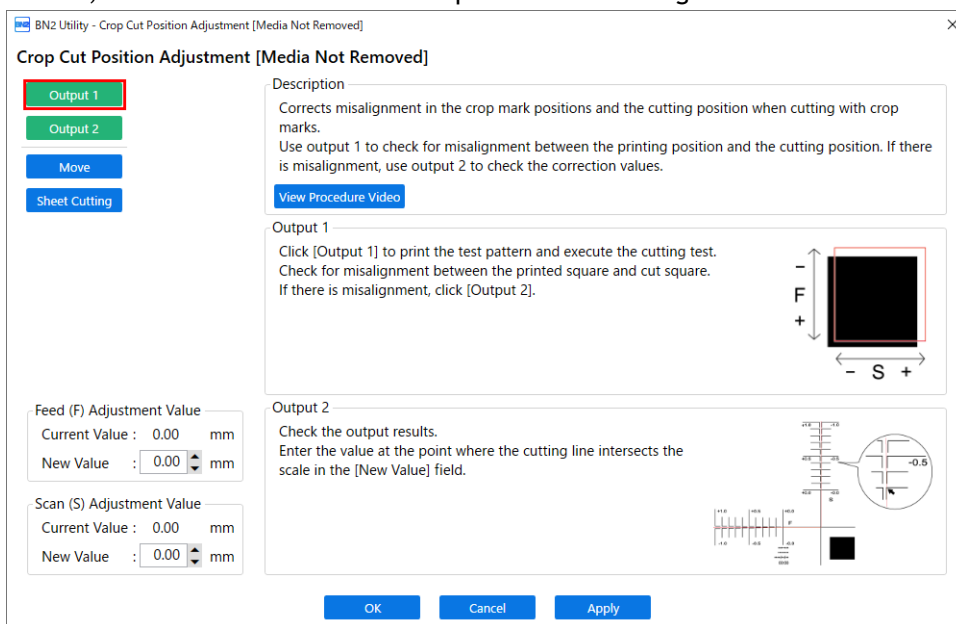 BN2 Utility - Crop Cut Position Adjustment [Media Not Removed]
Crop Cut Position Adjustment [Media Not Removed]
Output 1
Output 2
Move
Sheet Cutting
Description
Corrects misalignment in the crop mark positions and the cutting position when cutting with crop
marks.
Use output 1 to check for misalignment between the printing position and the cutting position. If there
is misalignment, use output 2 to check the correction values.
View Procedure Video
Output 1
Click [Output 1] to print the test pattern and execute the cutting test.
Check for misalignment between the printed square and cut square.
If there is misalignment, click [Output 2].
−
F
+
− S +
Feed (F) Adjustment Value
Current Value : 0.00 mm
New Value : 0.00 mm
Scan (S) Adjustment Value
Current Value : 0.00 mm
New Value : 0.00 mm
Output 2
Check the output results.
Enter the value at the point where the cutting line intersects the
scale in the [New Value] field.
-0.5
S
F
OK Cancel Apply